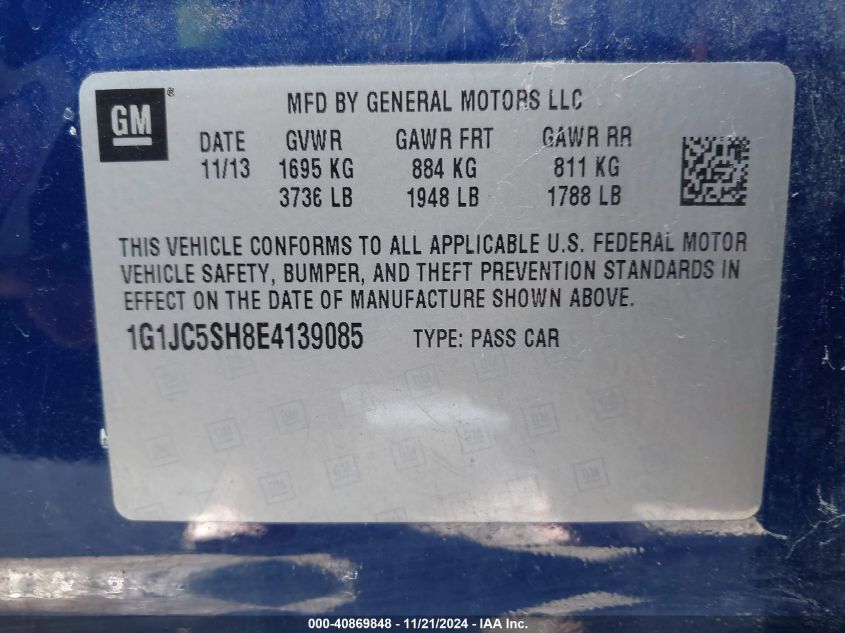 GM ®
MFD BY GENERAL MOTORS LLC
DATE GVWR GAWR FRT GAWR RR
11/13 1695 KG 884 KG 811 KG
3736 LB 1948 LB 1788 LB
THIS VEHICLE CONFORMS TO ALL APPLICABLE U.S. FEDERAL MOTOR
VEHICLE SAFETY, BUMPER, AND THEFT PREVENTION STANDARDS IN
EFFECT ON THE DATE OF MANUFACTURE SHOWN ABOVE.
1G1JC5SH8E4139085 TYPE: PASS CAR
000-40869848 - 11/21/2024 - IAA Inc.